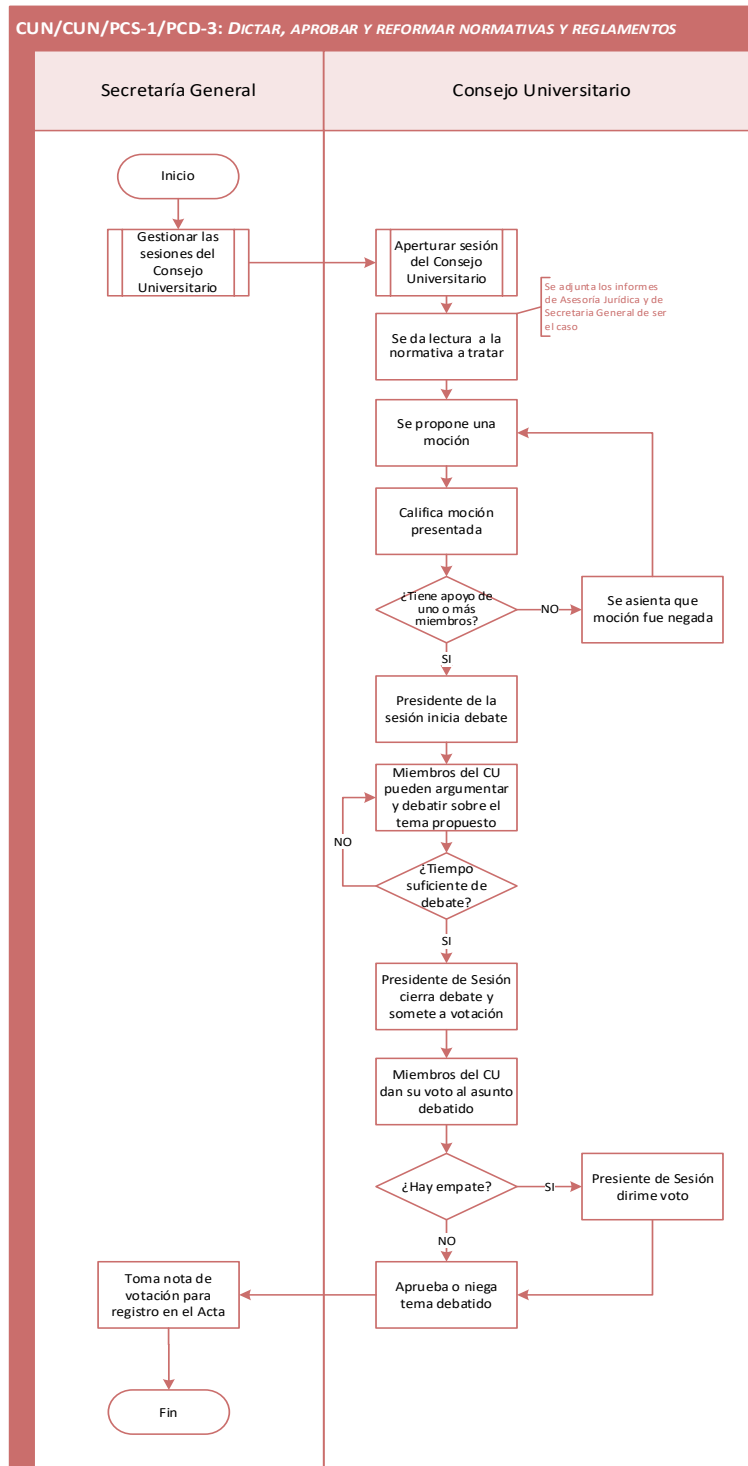 CUN/CUN/PCS-1/PCD-3: DICTAR, APROBAR Y REFORMAR NORMATIVAS Y REGLAMENTOS
Secretaría General
Consejo Universitario
Inicio
Gestionar las
sesiones del
Consejo
Universitario
Aperturar sesión
del Consejo
Universitario
Se adjunta los informes
de Asesoría Jurídica y de
Secretaria General de ser
el caso
Se da lectura a la
normativa a tratar
Se propone una
moción
Califica moción
presentada
¿Tiene apoyo de
uno o más
miembros?
NO
Se asienta que
moción fue negada
SI
Presidente de la
sesión inicia debate
Miembros del CU
pueden argumentar
y debatir sobre el
tema propuesto
NO
¿Tiempo
suficiente de
debate?
SI
Presidente de Sesión
cierra debate y
somete a votación
Miembros del CU
dan su voto al asunto
debatido
¿Hay empate?
SI
Presiente de Sesión
dirime voto
NO
Toma nota de
votación para
registro en el Acta
Aprueba o niega
tema debatido
Fin